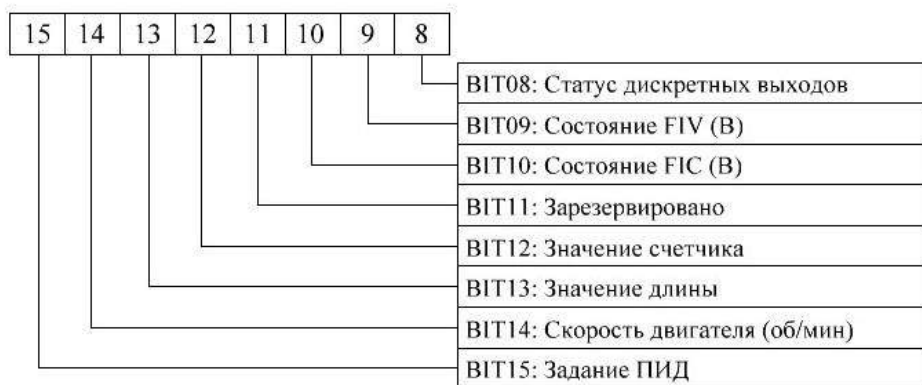 15 14 13 12 11 10 9 8
BIT08: Статус дискретных выходов
BIT09: Состояние FIV (В)
BIT10: Состояние FIC (В)
BIT11: Зарезервировано
BIT12: Значение счетчика
BIT13: Значение длины
BIT14: Скорость двигателя (об/мин)
BIT15: Задание ПИД